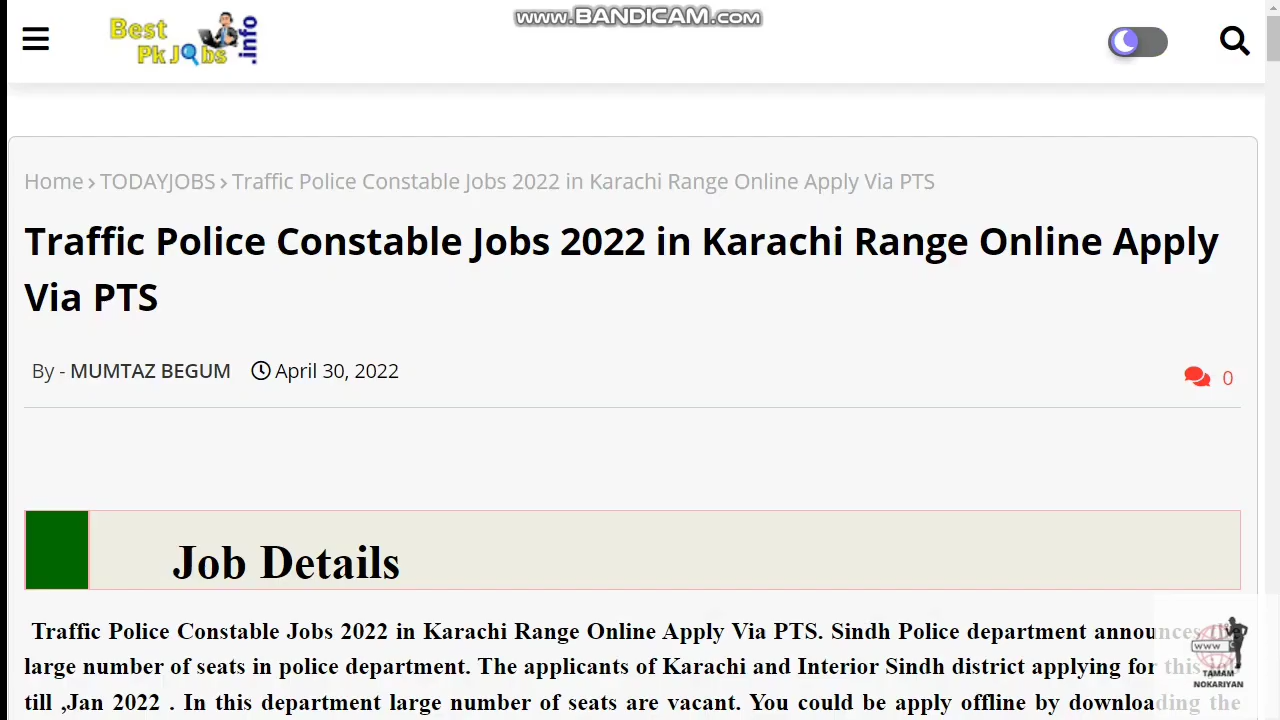 www.BANDICAM.com
Best
Pk Jobs
.info
Home > TODAYJOBS > Traffic Police Constable Jobs 2022 in Karachi Range Online Apply Via PTS
Traffic Police Constable Jobs 2022 in Karachi Range Online Apply
Via PTS
By - MUMTAZ BEGUM April 30, 2022
0
Job Details
Traffic Police Constable Jobs 2022 in Karachi Range Online Apply Via PTS. Sindh Police department announces
large number of seats in police department. The applicants of Karachi and Interior Sindh district applying for this
till ,Jan 2022 . In this department large number of seats are vacant. You could be apply offline by downloading the
WWW
TAMAM
NOKARIYAN